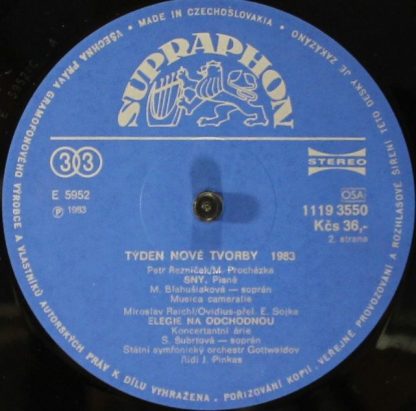 • MADE IN CZECHOSLOVAKIA • VŠECHNA PRÁVA GRAMOFONOVÉHO VÝROBCE A VLASTNÍKŮ AUTORSKÝCH PRÁV K DÍLU VYHRAŽENA. POŘIZOVÁNÍ KOPIÍ, VEŘEJNÉ PROVOZOVÁNÍ A ROZHLASOVÉ ŠÍŘENÍ TÉTO DESKY JE ZAKÁZÁNO
SUPRAPHON
33
STEREO
E 5952
OSA
Ⓟ 1983
1119 3550
Kčs 36,-
2. strana
TÝDEN NOVÉ TVORBY 1983
Petr Řezníček/M. Procházka
SNY. Písně
M. Blahušiaková — soprán
Musica cameralis
Miroslav Raichl/Ovidius-přel. E. Sojka
ELEGIE NA ODCHODNOU
Koncertantní árie
S. Šubrtová — soprán
Státní symfonický orchestr Gottwaldov
řídí J. Pinkas